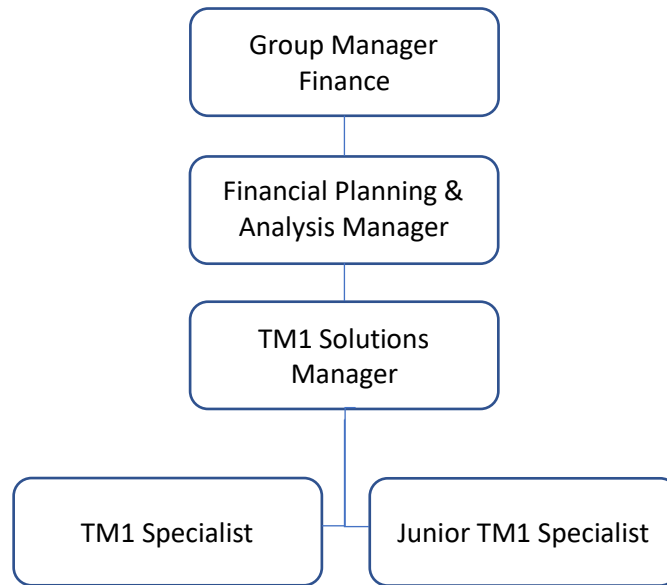 Group Manager
Finance
Financial Planning &
Analysis Manager
TM1 Solutions
Manager
TM1 Specialist
Junior TM1 Specialist